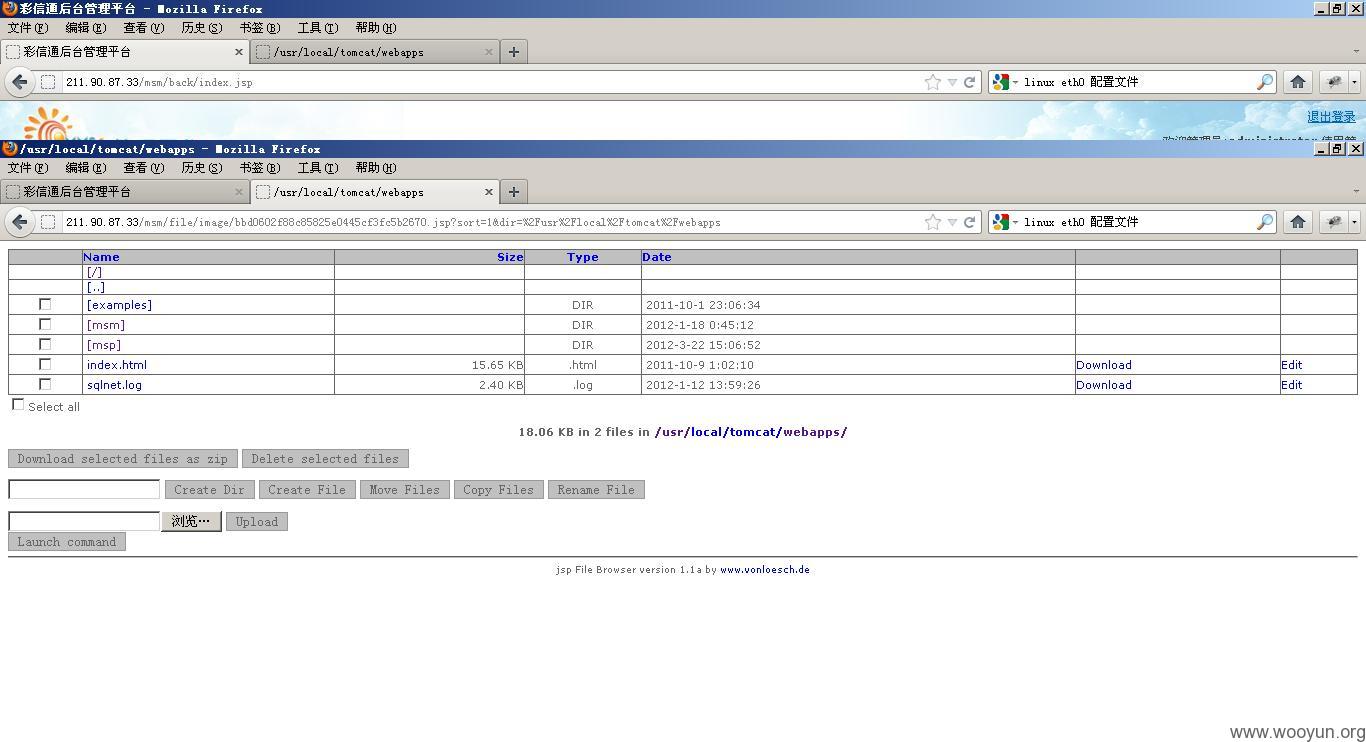 彩信通后台管理平台 - Mozilla Firefox
文件(F) 编辑(E) 查看(V) 历史(S) 书签(B) 工具(T) 帮助(H)
彩信通后台管理平台 × /usr/local/tomcat/webapps × +
211.90.87.33/msm/back/index.jsp linux eth0 配置文件
退出登录
/usr/local/tomcat/webapps - Mozilla Firefox
文件(F) 编辑(E) 查看(V) 历史(S) 书签(B) 工具(T) 帮助(H)
彩信通后台管理平台 × /usr/local/tomcat/webapps × +
211.90.87.33/msm/file/image/bbd0602f88c85825e0445cf3fc5b2670.jsp?sort=1&dir=%2Fusr%2Flocal%2Ftomcat%2Fwebapps linux eth0 配置文件
Name Size Type Date
[/]
[..]
[examples] DIR 2011-10-1 23:06:34
[msm] DIR 2012-1-18 0:45:12
[msp] DIR 2012-3-22 15:06:52
index.html 15.65 KB .html 2011-10-9 1:02:10 Download Edit
sqlnet.log 2.40 KB .log 2012-1-12 13:59:26 Download Edit
Select all
18.06 KB in 2 files in /usr/local/tomcat/webapps/
Download selected files as zip Delete selected files
Create Dir Create File Move Files Copy Files Rename File
浏览… Upload
Launch command
jsp File Browser version 1.1a by www.vonloesch.de
www.wooyun.org